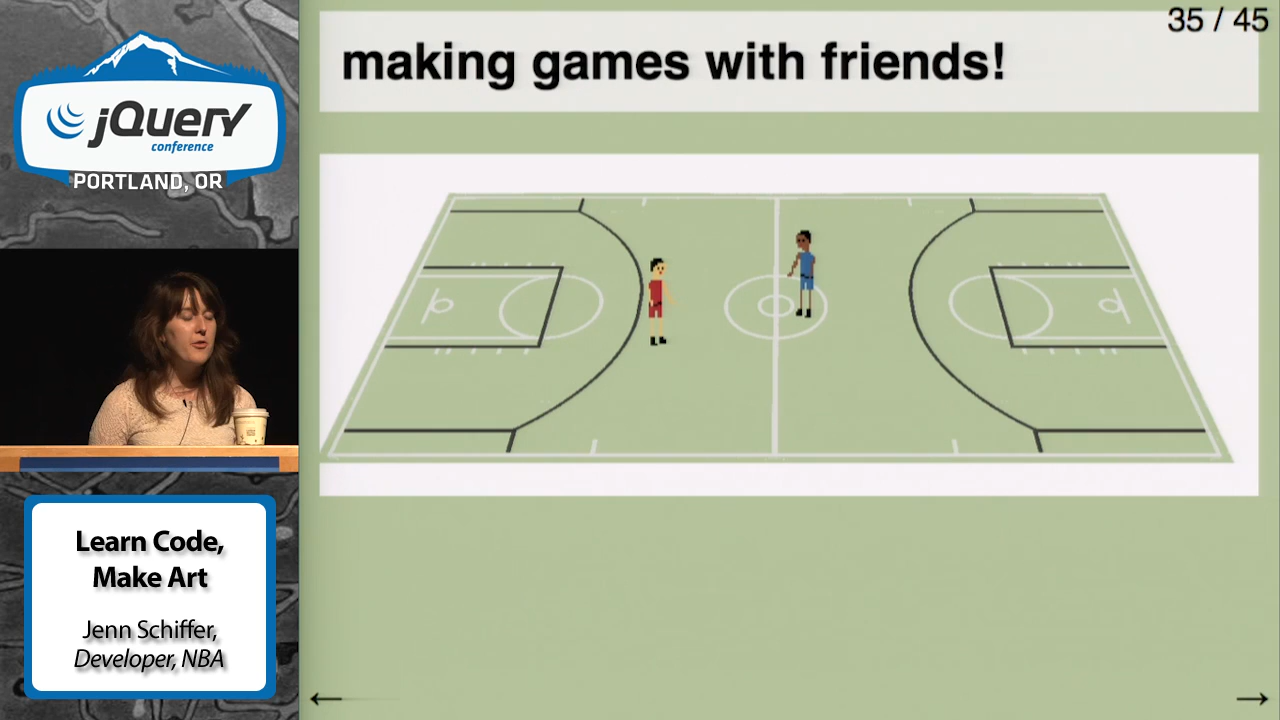 jQuery
conference
PORTLAND, OR
Learn Code,
Make Art
Jenn Schiffer,
Developer, NBA
35 / 45
making games with friends!
← →